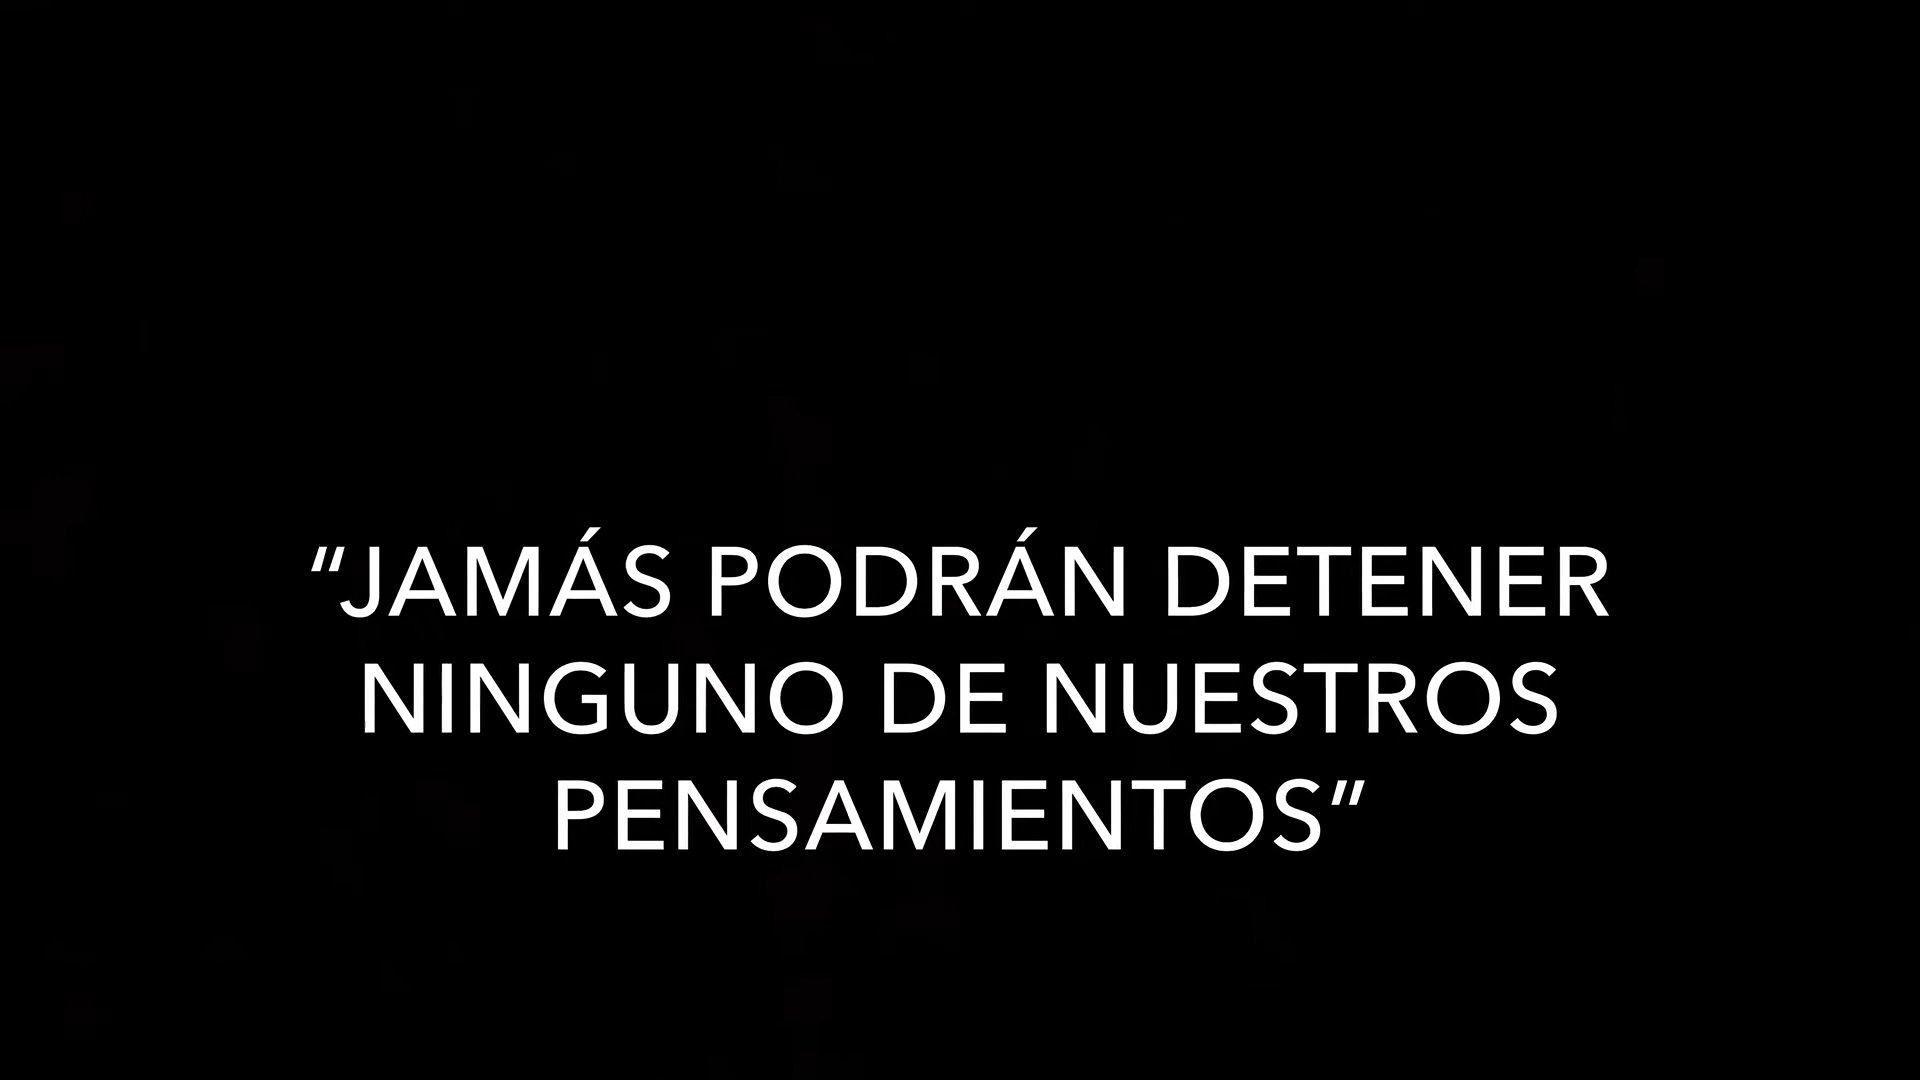 “JAMÁS PODRÁN DETENER
NINGUNO DE NUESTROS
PENSAMIENTOS”